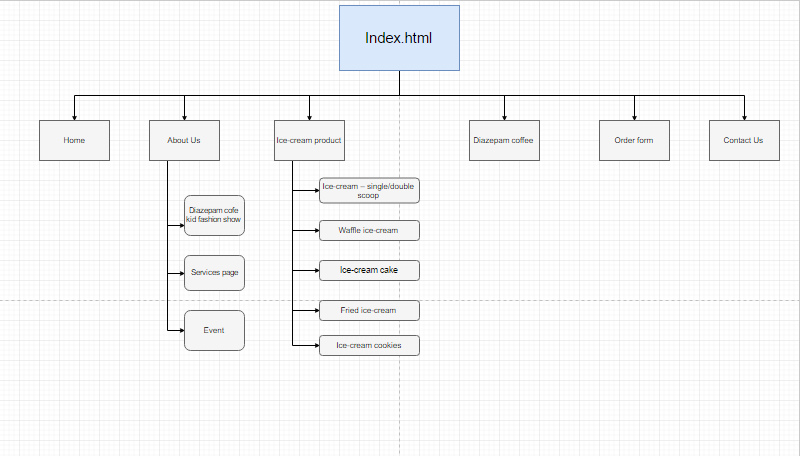 Index.html
Home
About Us
Ice-cream product
Diazepam coffee
Order form
Contact Us
Diazepam cofe
kid fashion show
Services page
Event
Ice-cream – single/double
scoop
Waffle ice-cream
Ice-cream cake
Fried ice-cream
Ice-cream cookies